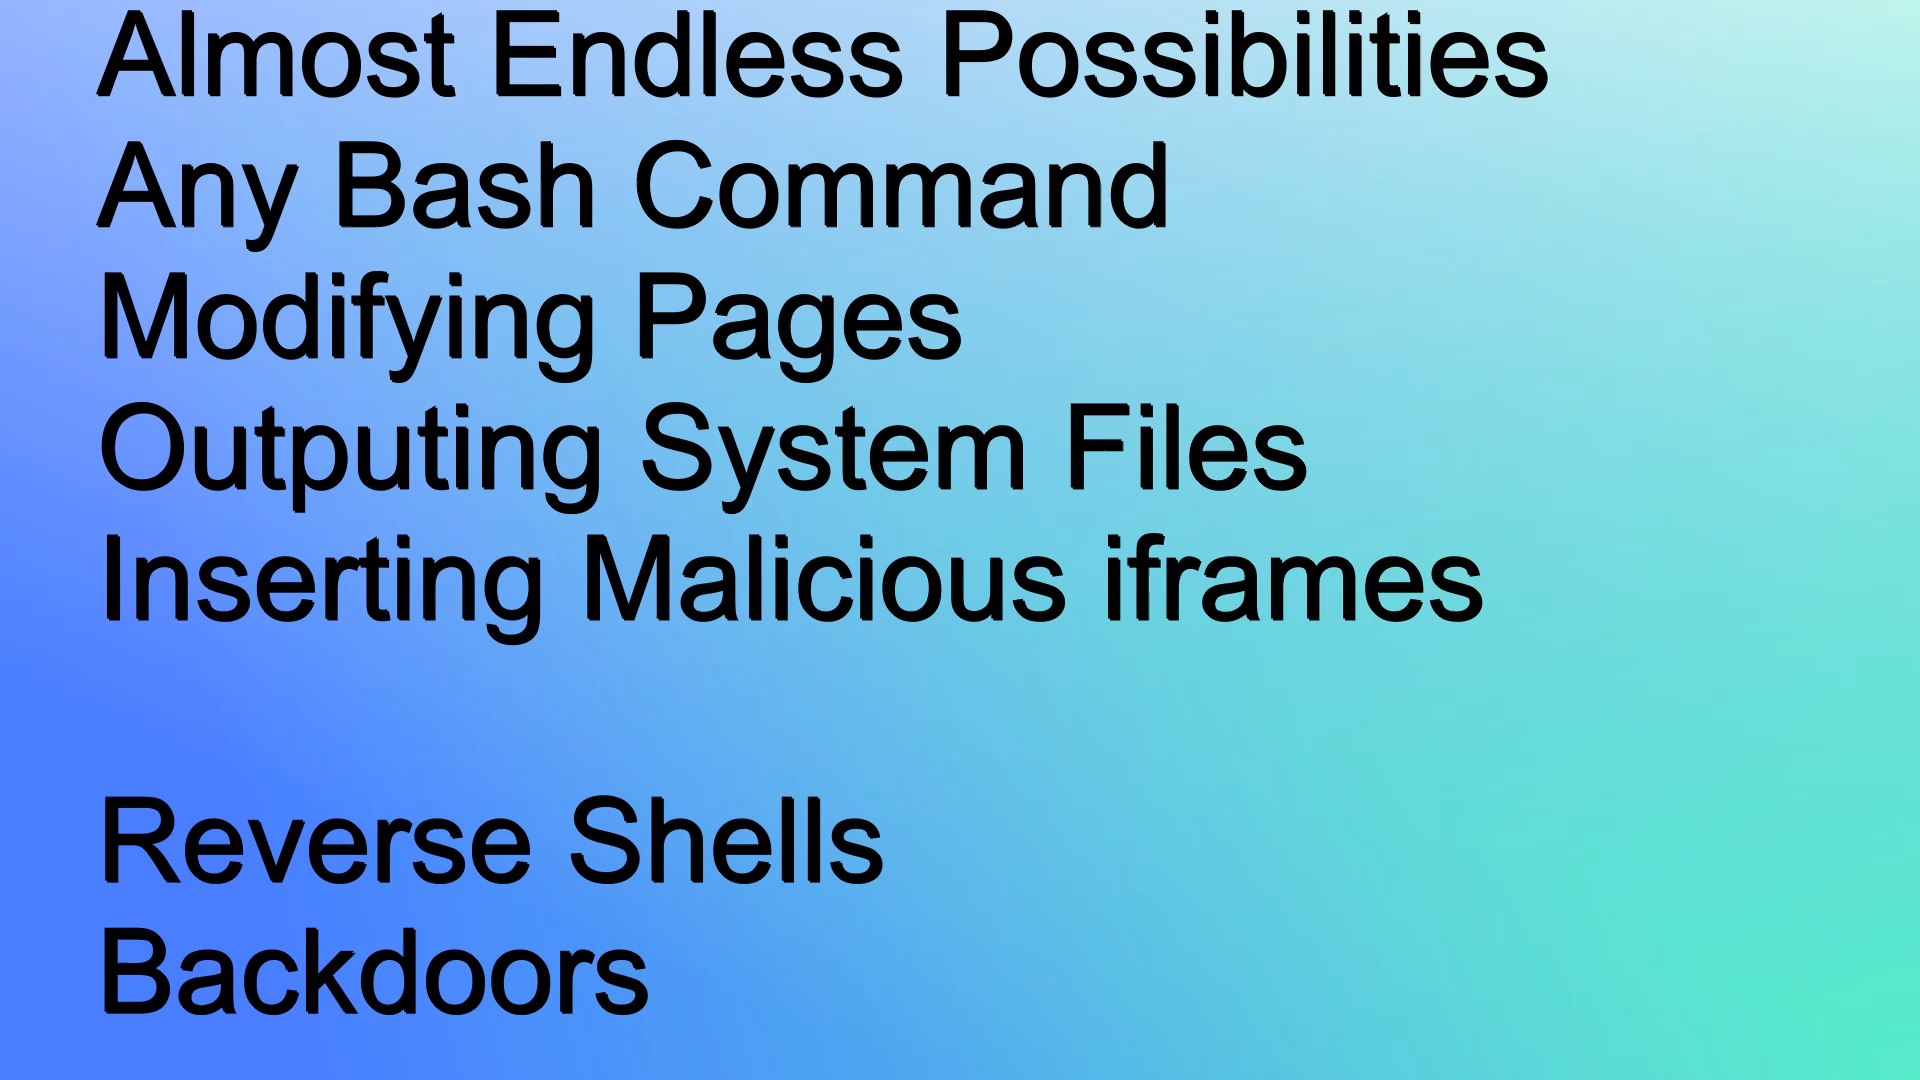 Almost Endless Possibilities
Any Bash Command
Modifying Pages
Outputing System Files
Inserting Malicious iframes
Reverse Shells
Backdoors